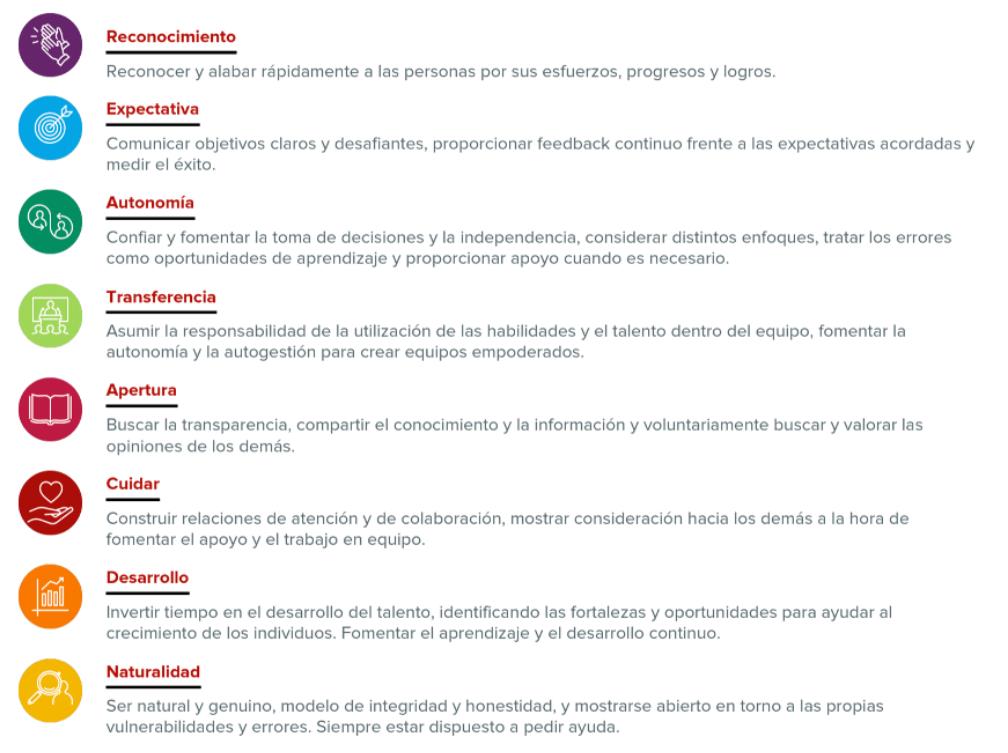 Reconocimiento
Reconocer y alabar rápidamente a las personas por sus esfuerzos, progresos y logros.
Expectativa
Comunicar objetivos claros y desafiantes, proporcionar feedback continuo frente a las expectativas acordadas y
medir el éxito.
Autonomía
Confiar y fomentar la toma de decisiones y la independencia, considerar distintos enfoques, tratar los errores
como oportunidades de aprendizaje y proporcionar apoyo cuando es necesario.
Transferencia
Asumir la responsabilidad de la utilización de las habilidades y el talento dentro del equipo, fomentar la
autonomía y la autogestión para crear equipos empoderados.
Apertura
Buscar la transparencia, compartir el conocimiento y la información y voluntariamente buscar y valorar las
opiniones de los demás.
Cuidar
Construir relaciones de atención y de colaboración, mostrar consideración hacia los demás a la hora de
fomentar el apoyo y el trabajo en equipo.
Desarrollo
Invertir tiempo en el desarrollo del talento, identificando las fortalezas y oportunidades para ayudar al
crecimiento de los individuos. Fomentar el aprendizaje y el desarrollo continuo.
Naturalidad
Ser natural y genuino, modelo de integridad y honestidad, y mostrarse abierto en torno a las propias
vulnerabilidades y errores. Siempre estar dispuesto a pedir ayuda.